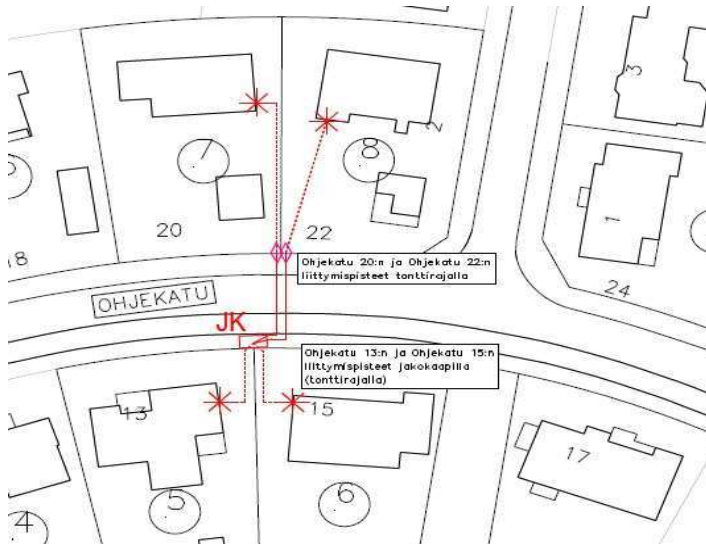 3
7
8
2
1
20
22
18
24
Ohjekatu 20:n ja Ohjekatu 22:n
liittymispisteet tonttirajalla
OHJEKATU
JK
Ohjekatu 13:n ja Ohjekatu 15:n
liittymispisteet jakokaapilla
(tonttirajalla)
13
15
17
5
6
4